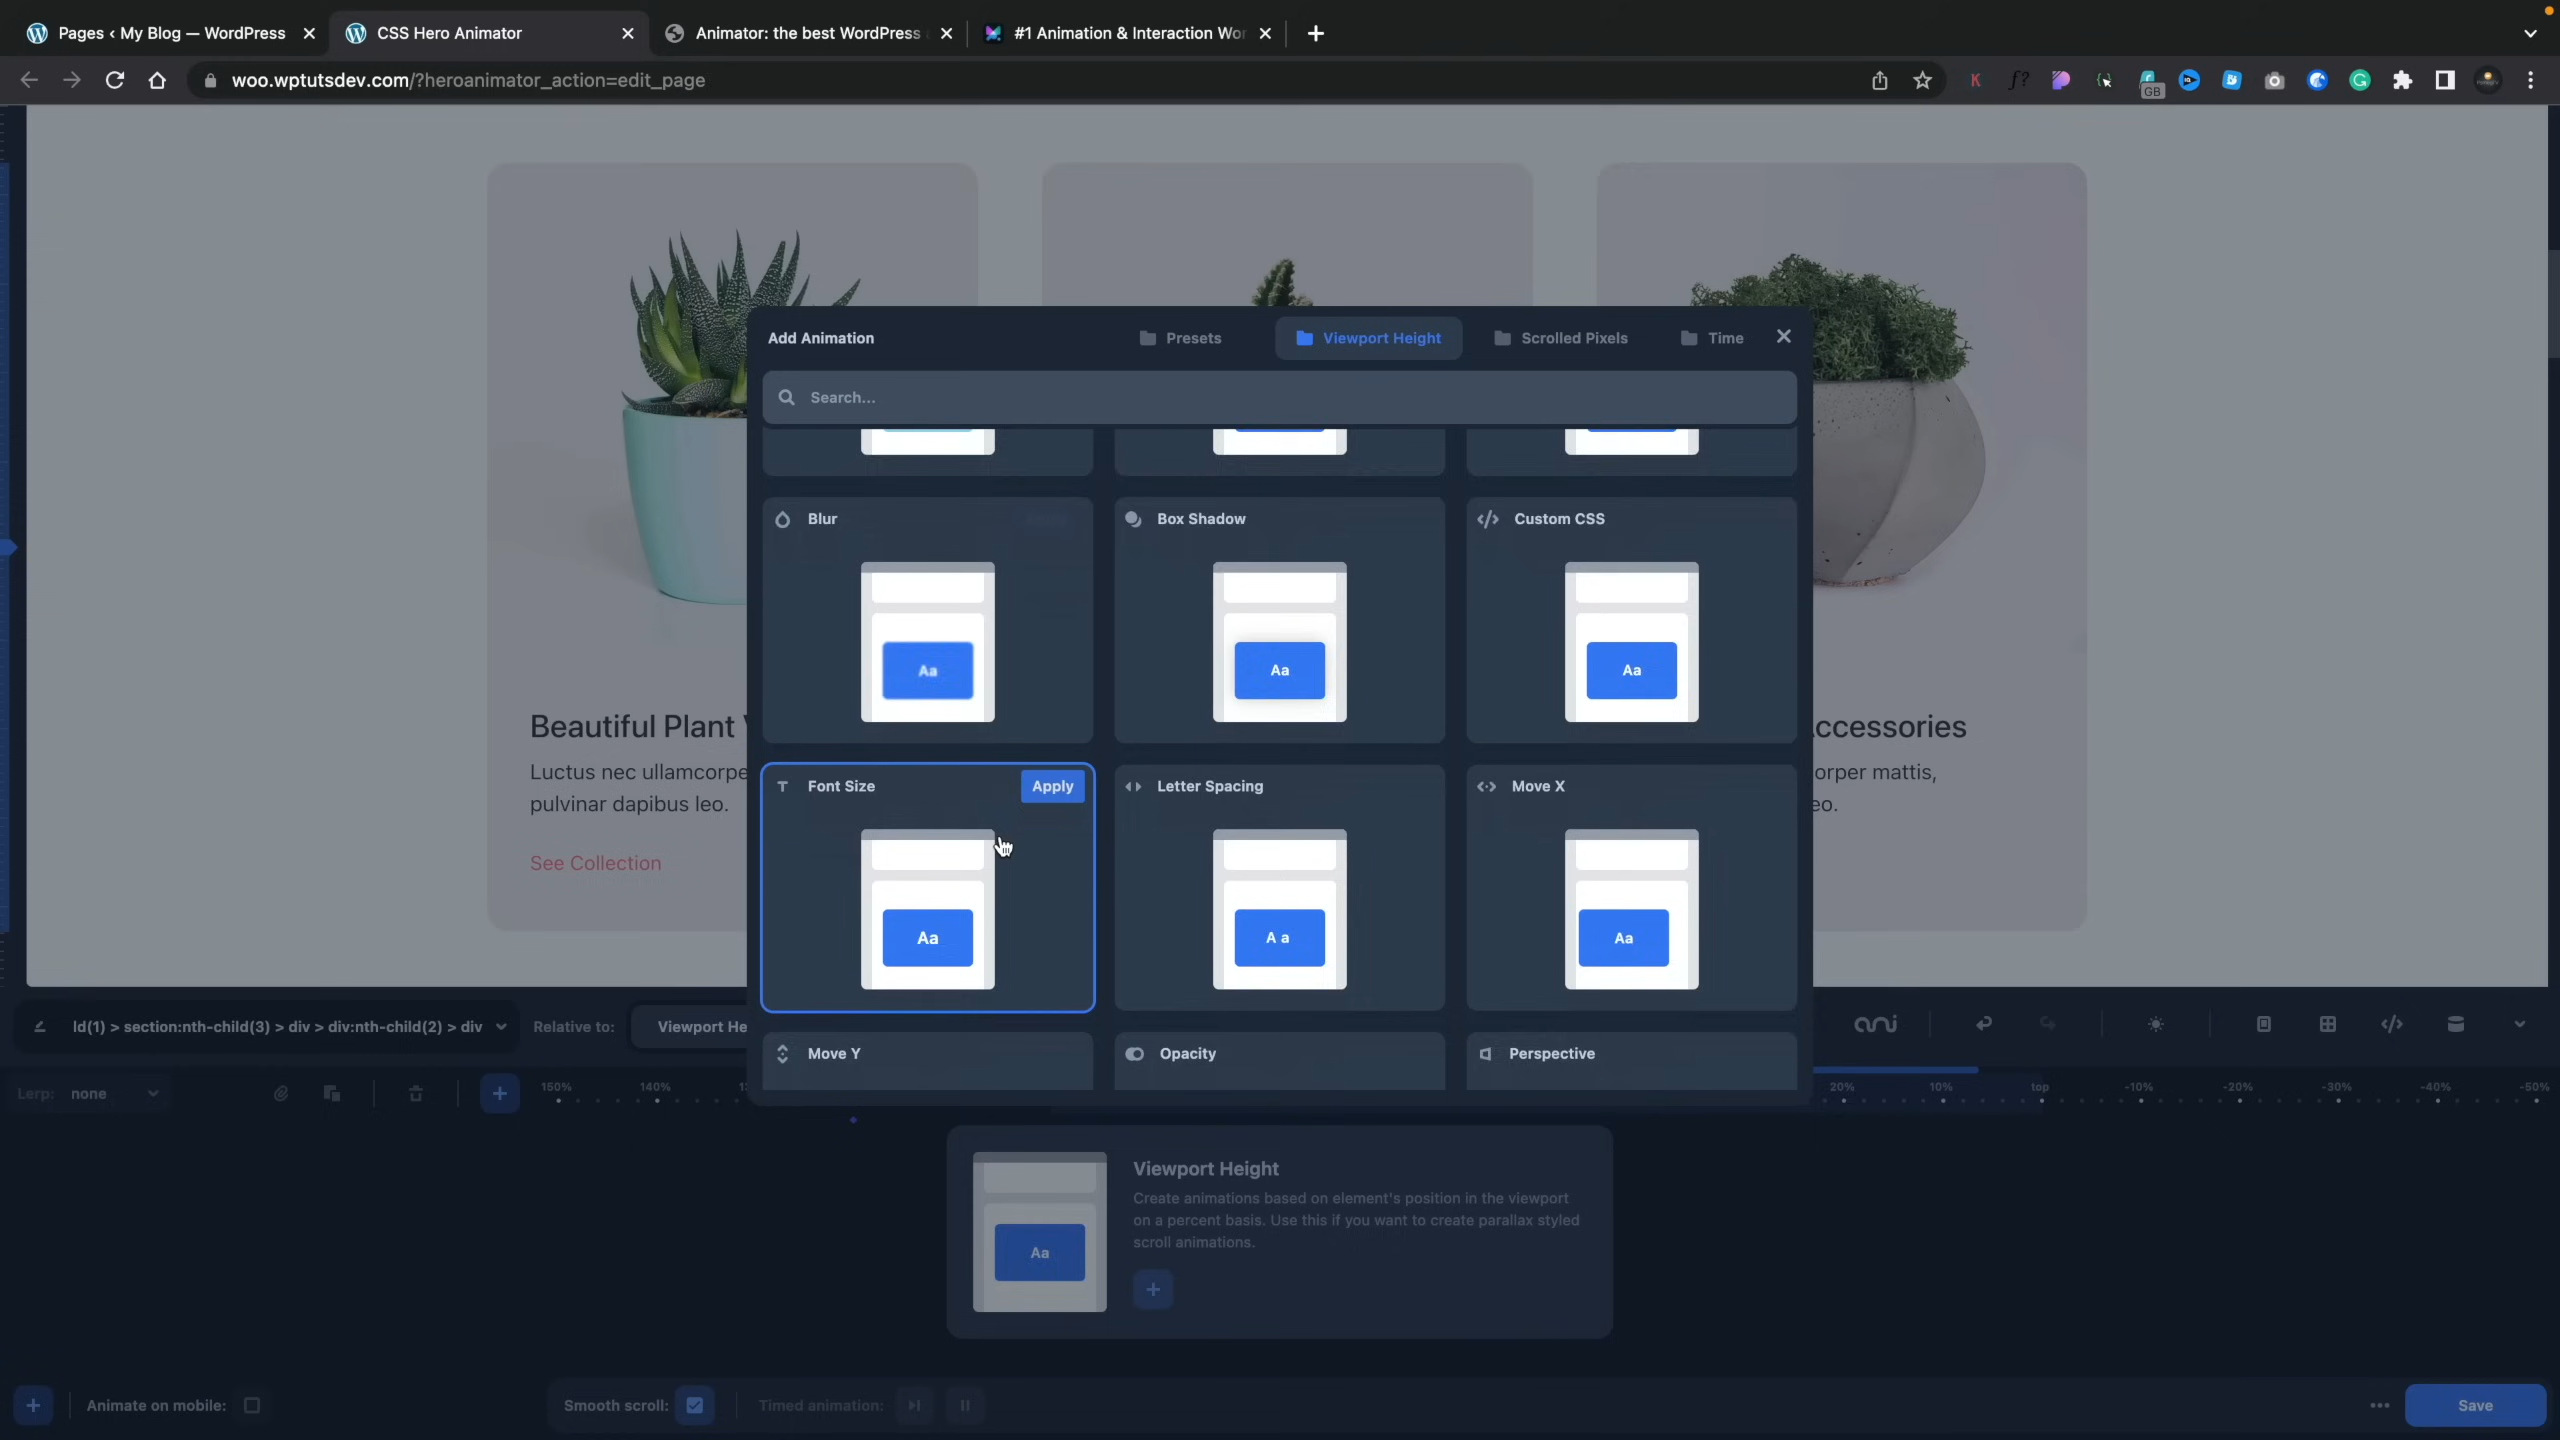 Pages ‹ My Blog — WordPress
CSS Hero Animator
Animator: the best WordPress
#1 Animation & Interaction Wor
woo.wptutsdev.com/?heroanimator_action=edit_page
GB
Add Animation
Presets
Viewport Height
Scrolled Pixels
Time
Search...
Blur
Box Shadow
Custom CSS
Aa
Aa
Aa
Font Size
Apply
Letter Spacing
Move X
Aa
A a
Aa
Move Y
Opacity
Perspective
Beautiful Plant
Luctus nec ullamcorpe
pulvinar dapibus leo.
See Collection
ccessories
orper mattis,
eo.
ld(1) > section:nth-child(3) > div > div:nth-child(2) > div
Relative to:
Viewport He
ani
Lerp: none
150% 140%
20% 10% top -10% -20% -30% -40% -50%
Aa
Viewport Height
Create animations based on element's position in the viewport
on a percent basis. Use this if you want to create parallax styled
scroll animations.
Animate on mobile:
Smooth scroll:
Timed animation:
Save